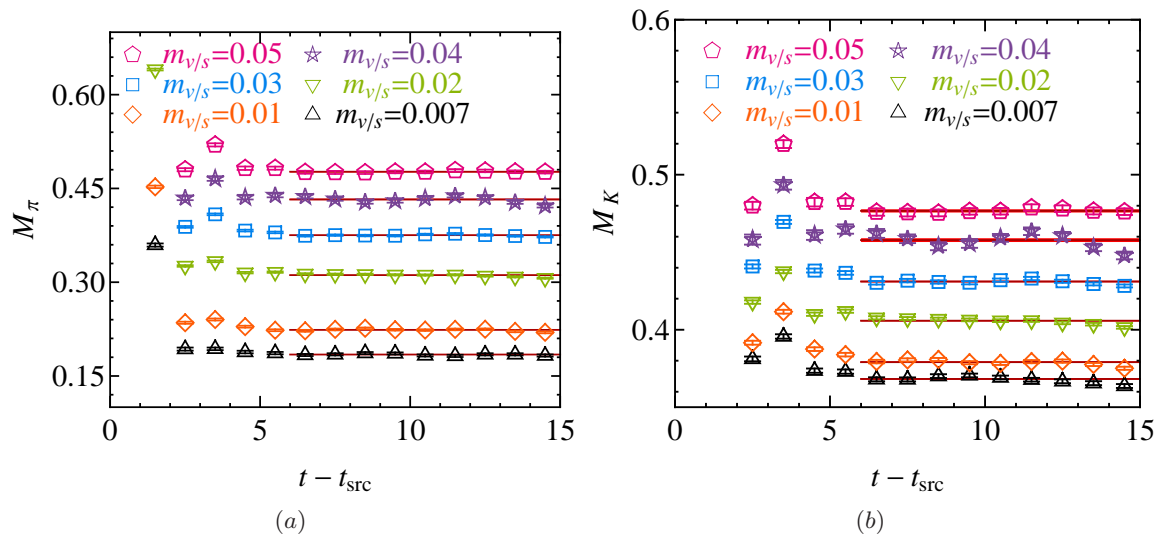 0.60
0.45
0.30
0.15
M_π
m_{v/s}=0.05
m_{v/s}=0.04
m_{v/s}=0.03
m_{v/s}=0.02
m_{v/s}=0.01
m_{v/s}=0.007
0 5 10 15
t − t_src
(a)
0.6
0.5
0.4
M_K
m_{v/s}=0.05
m_{v/s}=0.04
m_{v/s}=0.03
m_{v/s}=0.02
m_{v/s}=0.01
m_{v/s}=0.007
0 5 10 15
t − t_src
(b)